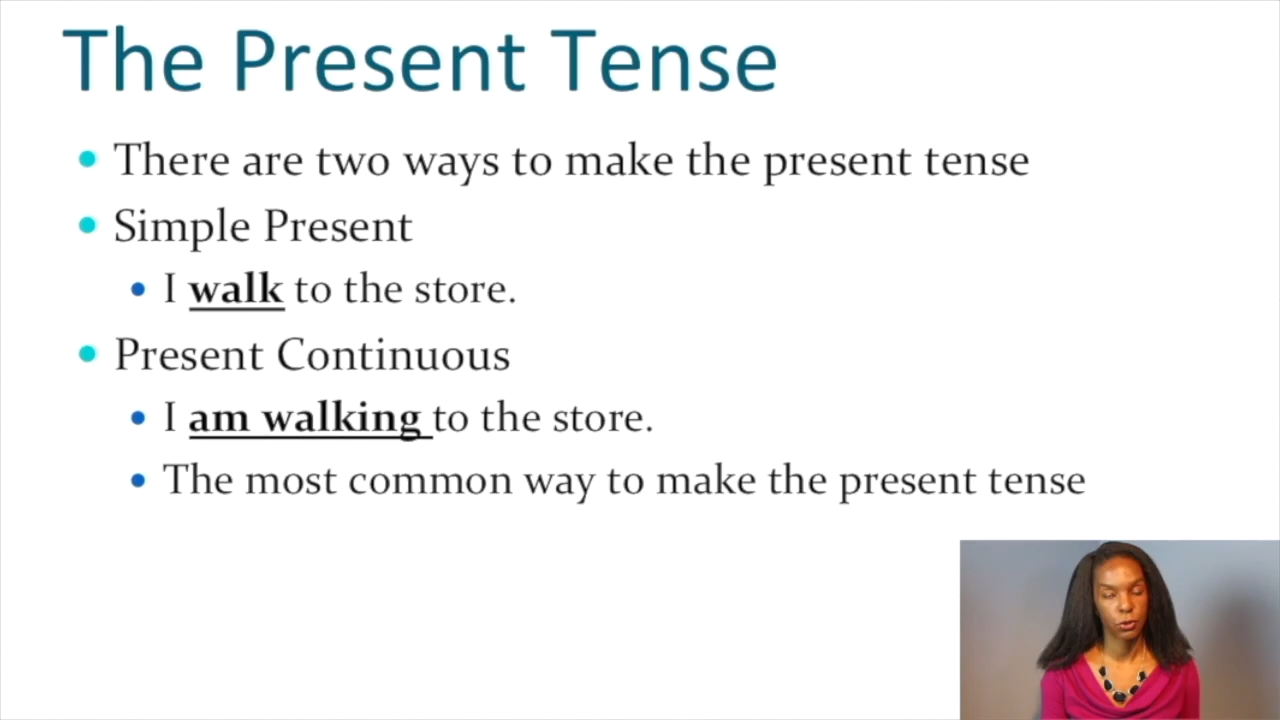 The Present Tense
There are two ways to make the present tense
Simple Present
I walk to the store.
Present Continuous
I am walking to the store.
The most common way to make the present tense